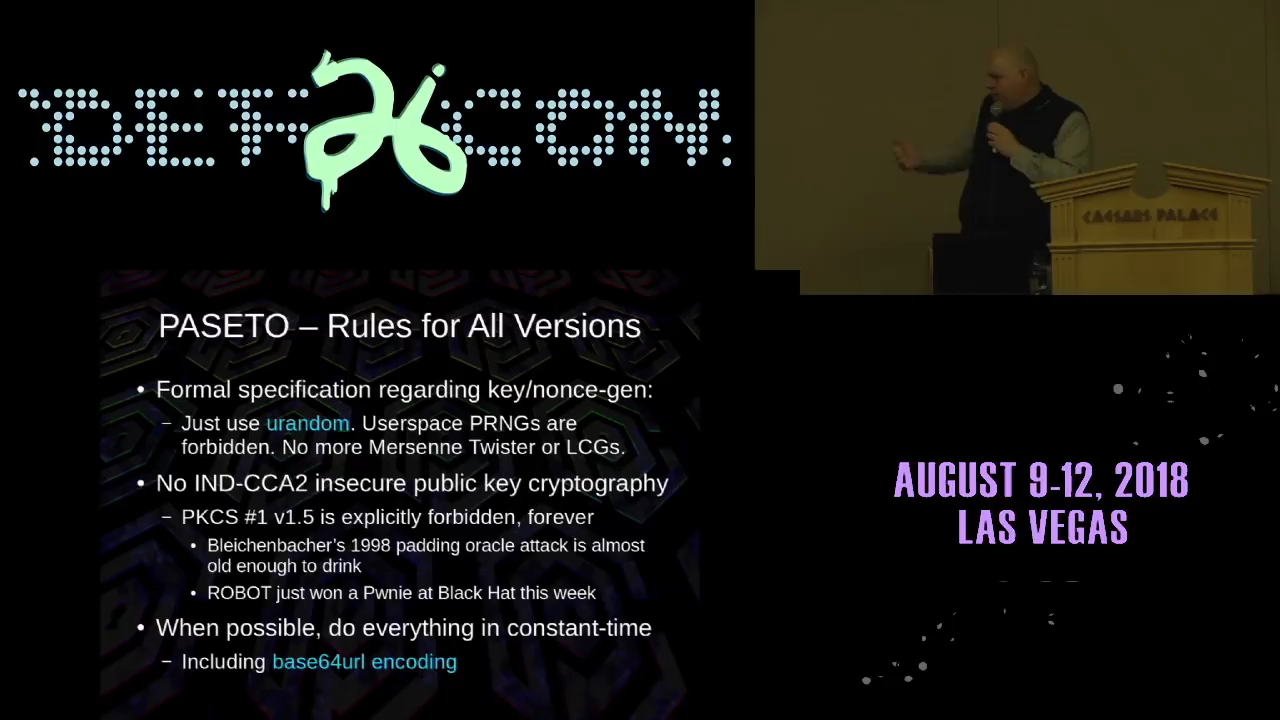 DEF 26 CON
CAESARS PALACE
PASETO – Rules for All Versions
• Formal specification regarding key/nonce-gen:
– Just use urandom. Userspace PRNGs are
forbidden. No more Mersenne Twister or LCGs.
• No IND-CCA2 insecure public key cryptography
– PKCS #1 v1.5 is explicitly forbidden, forever
• Bleichenbacher’s 1998 padding oracle attack is almost
old enough to drink
• ROBOT just won a Pwnie at Black Hat this week
• When possible, do everything in constant-time
– Including base64url encoding
AUGUST 9-12, 2018
LAS VEGAS